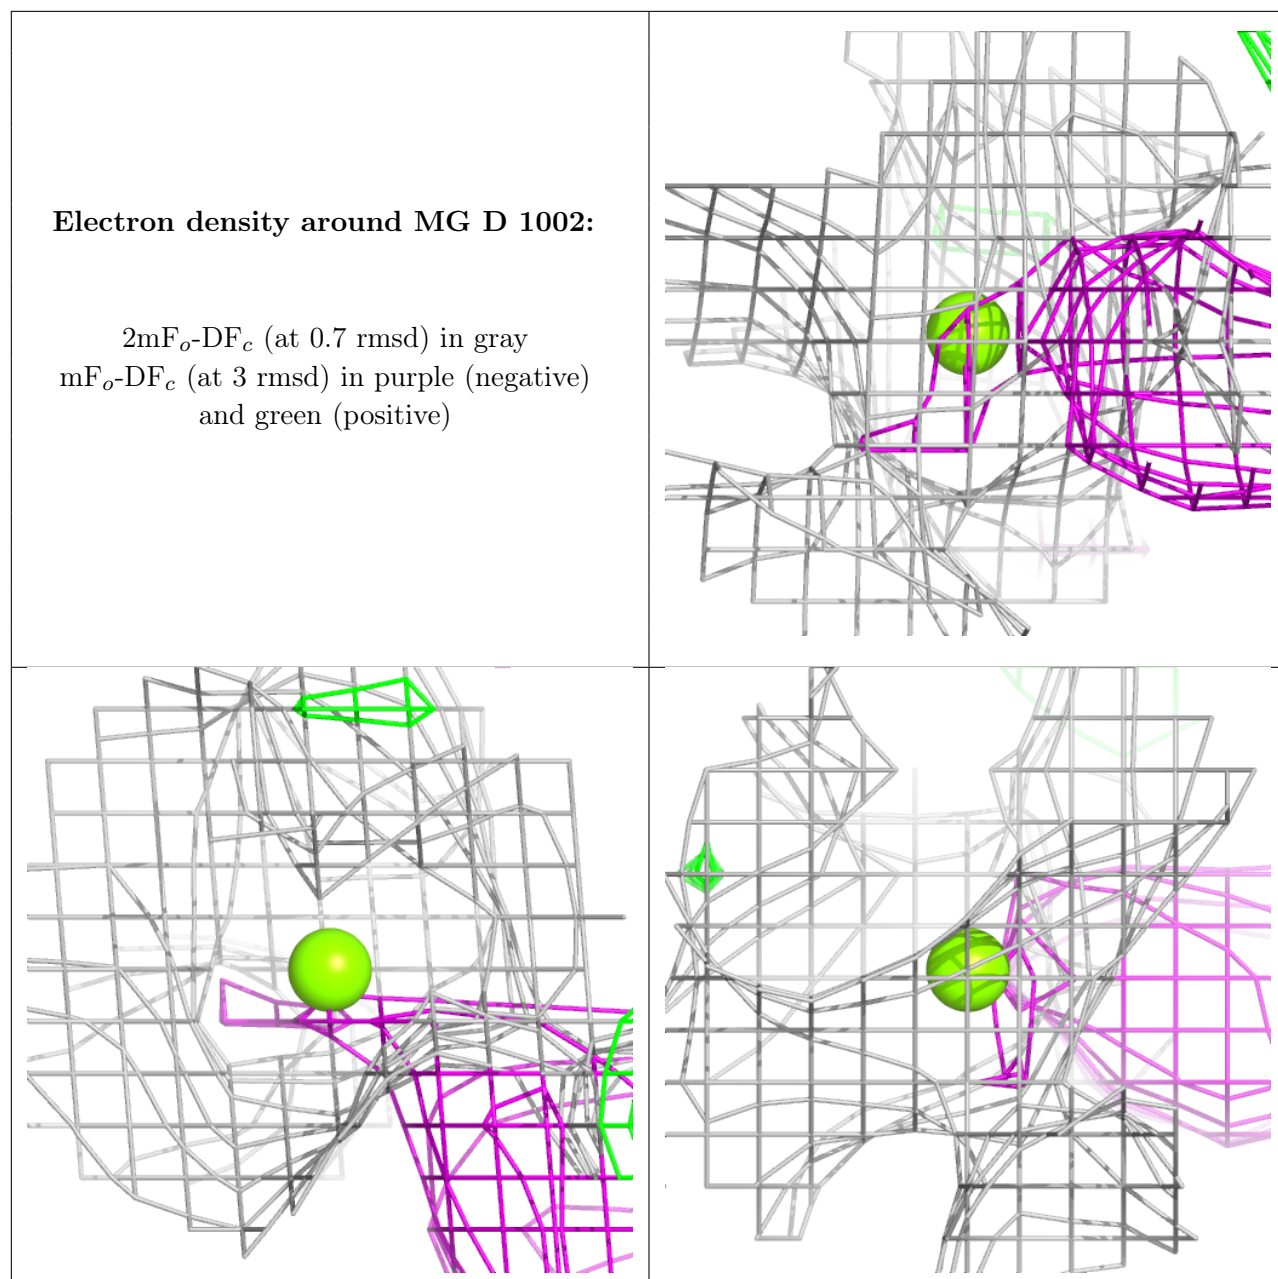 Electron density around MG D 1002:
2mFo-DFc (at 0.7 rmsd) in gray
mFo-DFc (at 3 rmsd) in purple (negative)
and green (positive)